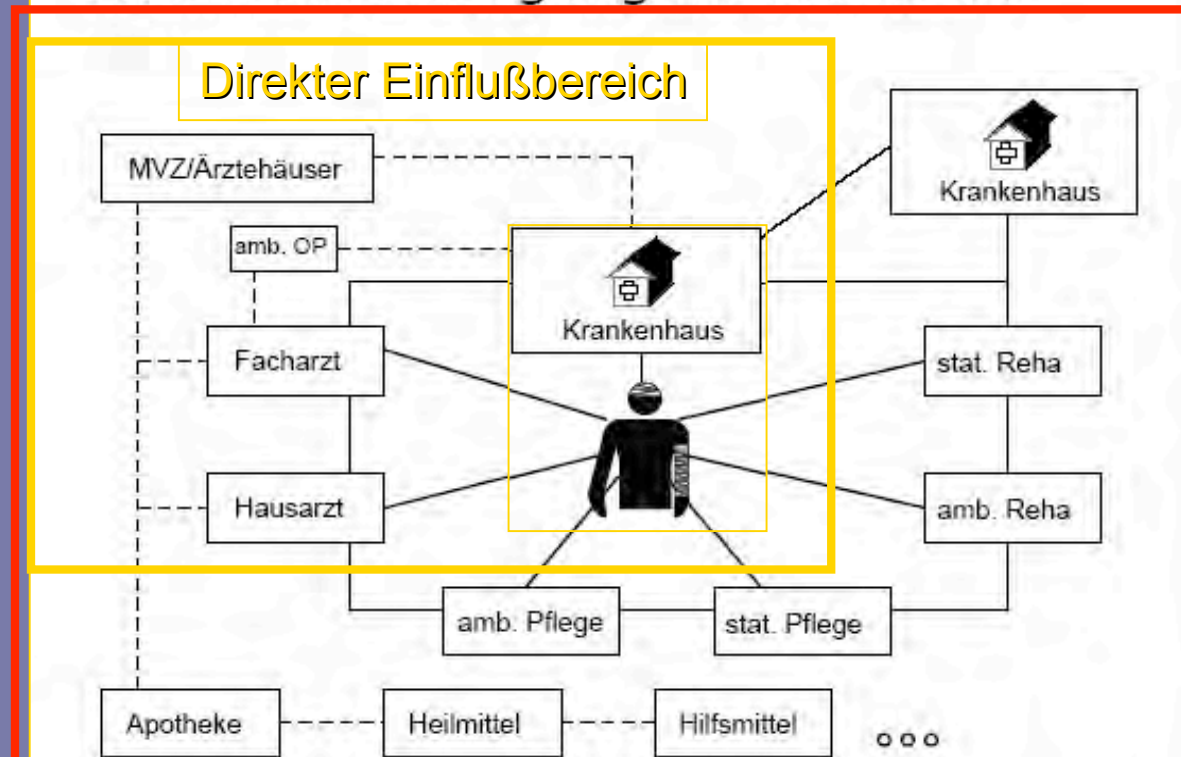 Direkter Einflußbereich
MVZ/Ärztehäuser
Krankenhaus
amb. OP
Krankenhaus
Facharzt
stat. Reha
Hausarzt
amb. Reha
amb. Pflege
stat. Pflege
Apotheke
Heilmittel
Hilfsmittel
ooo